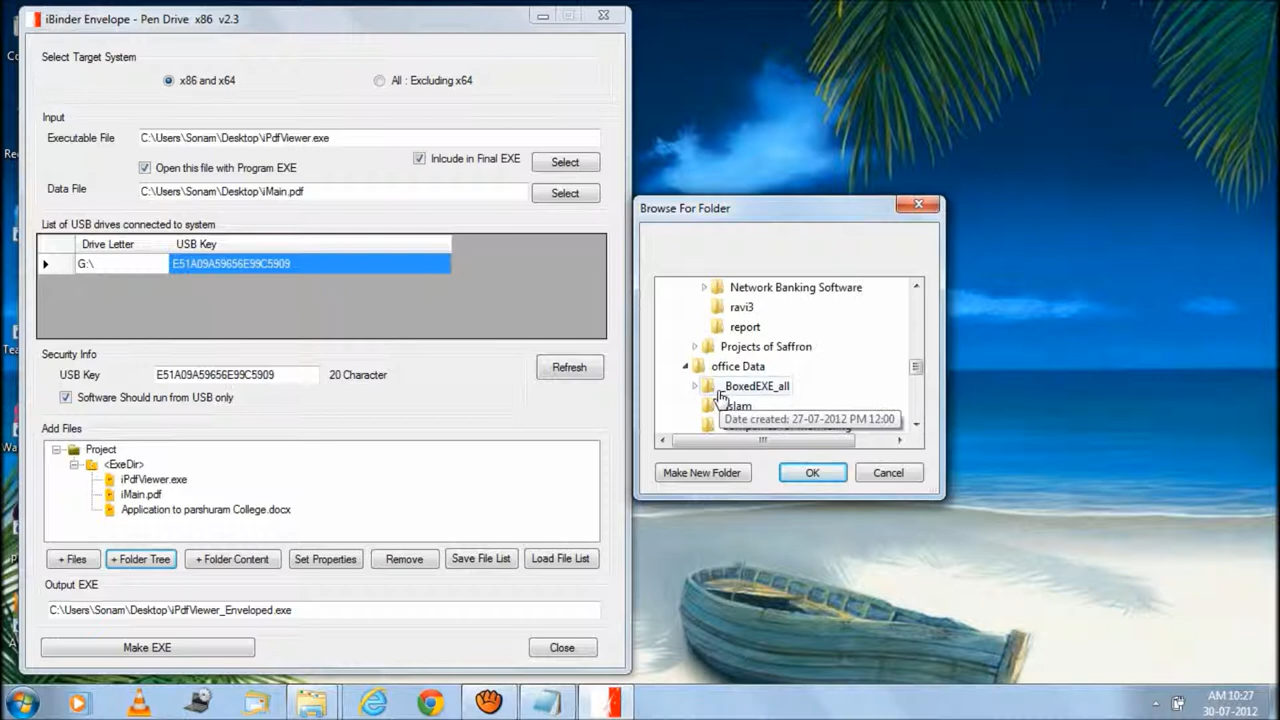 iBinder Envelope - Pen Drive x86 v2.3
Select Target System
x86 and x64
All : Excluding x64
Input
Executable File
C:\Users\Sonam\Desktop\iPdfViewer.exe
Open this file with Program EXE
Inlcude in Final EXE
Select
Data File
C:\Users\Sonam\Desktop\iMain.pdf
Select
List of USB drives connected to system
Drive Letter USB Key
G:\ E51A09A59656E99C5909
Security Info
USB Key
E51A09A59656E99C5909
20 Character
Refresh
Software Should run from USB only
Add Files
Project
<ExeDir>
iPdfViewer.exe
iMain.pdf
Application to parshuram College.docx
+ Files
+ Folder Tree
+ Folder Content
Set Properties
Remove
Save File List
Load File List
Output EXE
C:\Users\Sonam\Desktop\iPdfViewer_Enveloped.exe
Make EXE
Close
Browse For Folder
Network Banking Software
ravi3
report
Projects of Saffron
office Data
_BoxedEXE_all
slam
Date created: 27-07-2012 PM 12:00
Make New Folder
OK
Cancel
AM 10:27
30-07-2012